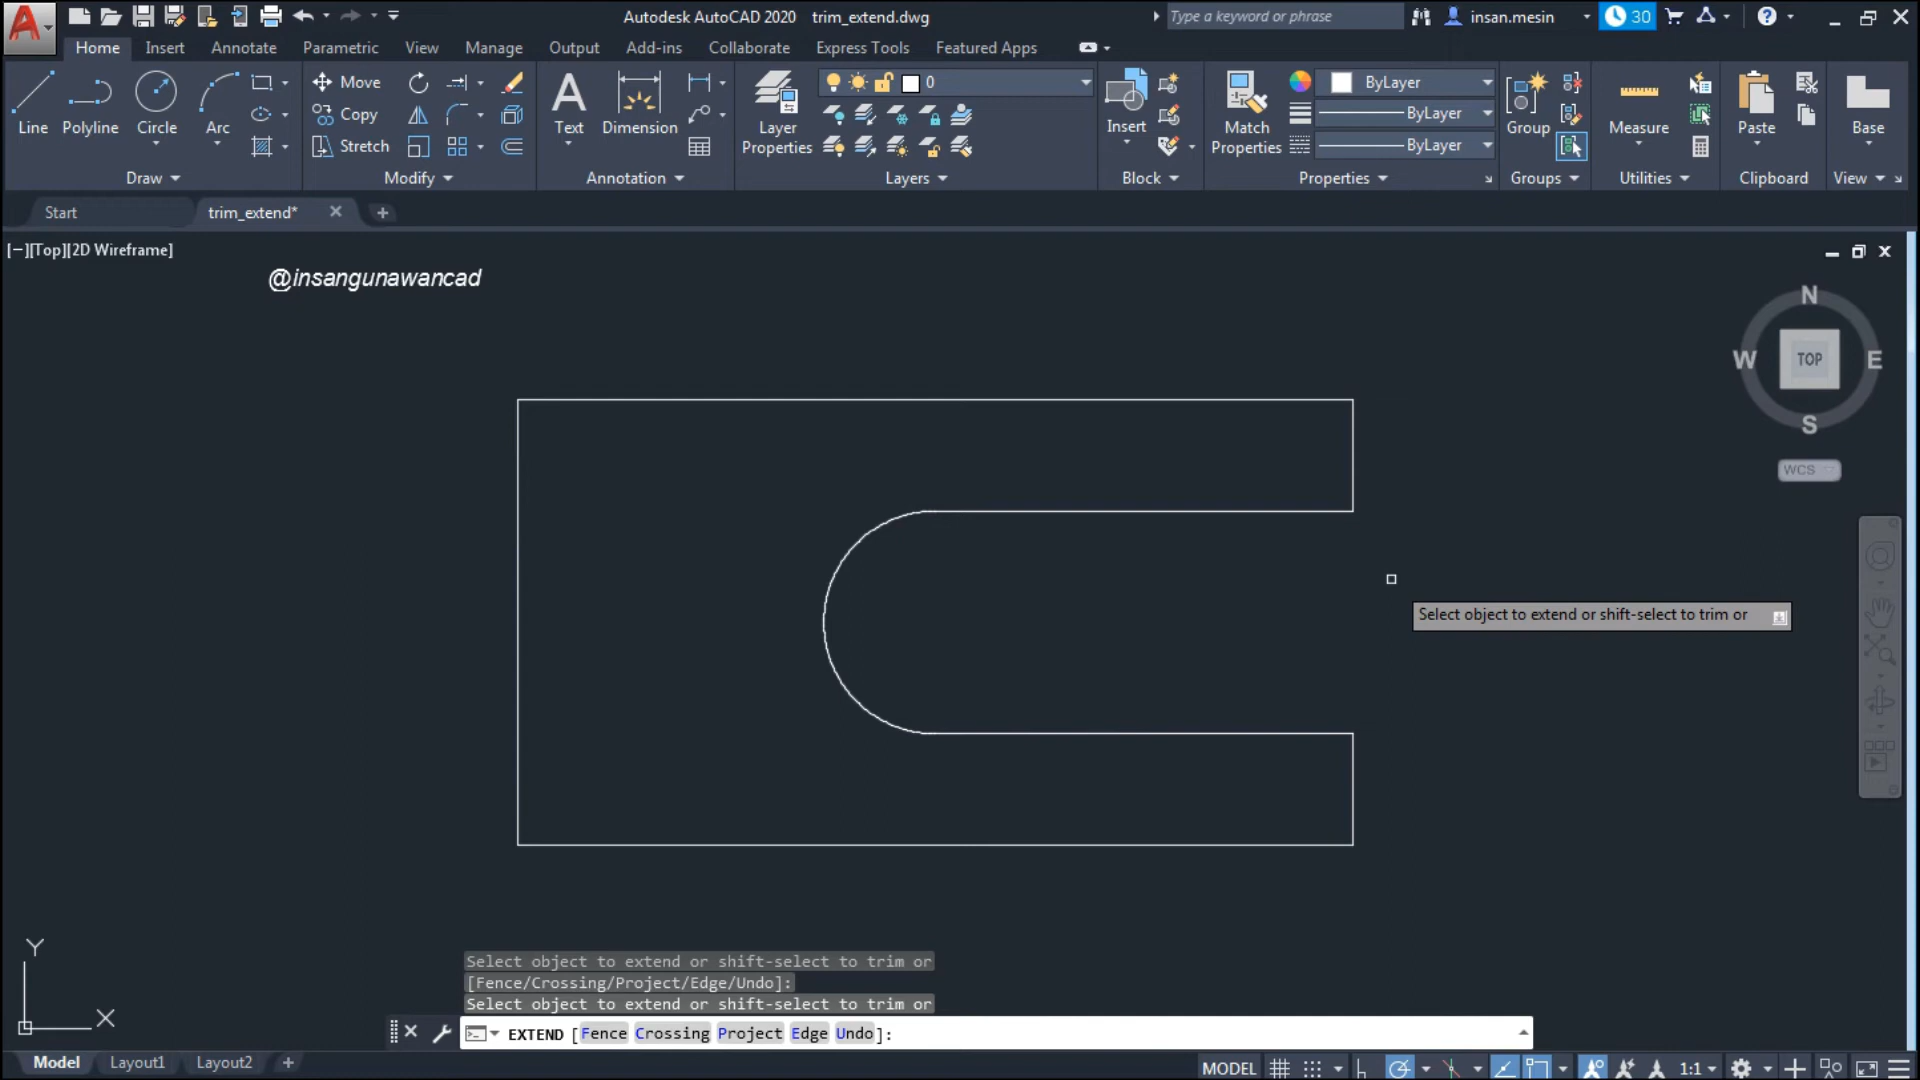 Autodesk AutoCAD 2020 trim_extend.dwg
Type a keyword or phrase
insan.mesin
30
Home Insert Annotate Parametric View Manage Output Add-ins Collaborate Express Tools Featured Apps
Line Polyline Circle Arc
Move
Copy
Stretch
Text Dimension
Layer Properties
0
Insert
Match Properties
ByLayer
ByLayer
ByLayer
Group
Measure
Paste
Base
Draw Modify Annotation Layers Block Properties Groups Utilities Clipboard View
Start trim_extend*
[−][Top][2D Wireframe]
@insangunawancad
N
W TOP E
S
WCS
Select object to extend or shift-select to trim or
Y
X
Select object to extend or shift-select to trim or
[Fence/Crossing/Project/Edge/Undo]:
Select object to extend or shift-select to trim or
EXTEND [Fence Crossing Project Edge Undo]:
Model Layout1 Layout2
MODEL 1:1